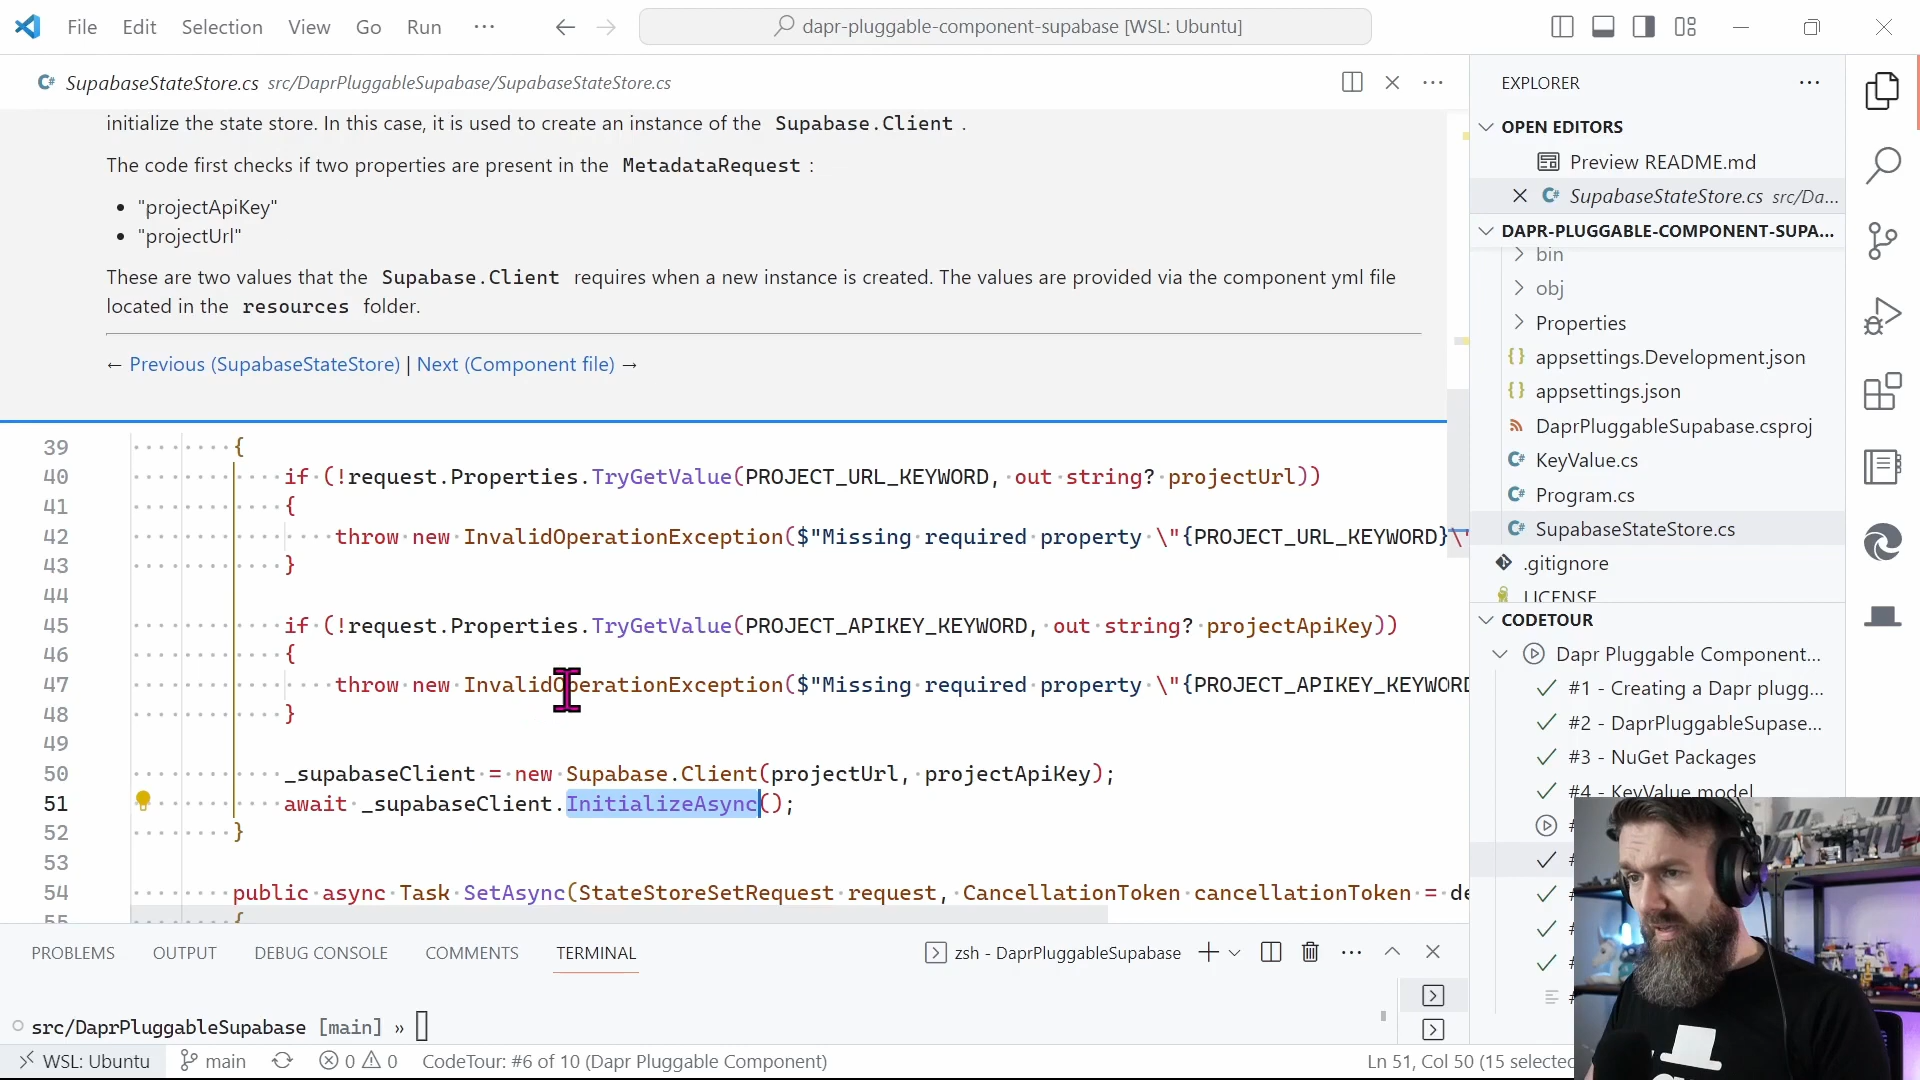 File Edit Selection View Go Run ···
dapr-pluggable-component-supabase [WSL: Ubuntu]
SupabaseStateStore.cs src/DaprPluggableSupabase/SupabaseStateStore.cs
initialize the state store. In this case, it is used to create an instance of the Supabase.Client .
The code first checks if two properties are present in the MetadataRequest :
• "projectApiKey"
• "projectUrl"
These are two values that the Supabase.Client requires when a new instance is created. The values are provided via the component yml file
located in the resources folder.
← Previous (SupabaseStateStore) | Next (Component file) →
39 {
40 if (!request.Properties.TryGetValue(PROJECT_URL_KEYWORD, out string? projectUrl))
41 {
42 throw new InvalidOperationException($"Missing required property \"{PROJECT_URL_KEYWORD}\"
43 }
44
45 if (!request.Properties.TryGetValue(PROJECT_APIKEY_KEYWORD, out string? projectApiKey))
46 {
47 throw new InvalidOperationException($"Missing required property \"{PROJECT_APIKEY_KEYWORD
48 }
49
50 _supabaseClient = new Supabase.Client(projectUrl, projectApiKey);
51 await _supabaseClient.InitializeAsync();
52 }
53
54 public async Task SetAsync(StateStoreSetRequest request, CancellationToken cancellationToken = de
55 {
PROBLEMS OUTPUT DEBUG CONSOLE COMMENTS TERMINAL
zsh - DaprPluggableSupabase
src/DaprPluggableSupabase [main] »
WSL: Ubuntu main 0 0 CodeTour: #6 of 10 (Dapr Pluggable Component)
Ln 51, Col 50 (15 selected
EXPLORER
OPEN EDITORS
Preview README.md
SupabaseStateStore.cs src/Da...
DAPR-PLUGGABLE-COMPONENT-SUPA...
bin
obj
Properties
appsettings.Development.json
appsettings.json
DaprPluggableSupabase.csproj
KeyValue.cs
Program.cs
SupabaseStateStore.cs
.gitignore
LICENSE
CODETOUR
Dapr Pluggable Component...
#1 - Creating a Dapr plugg...
#2 - DaprPluggableSupase...
#3 - NuGet Packages
#4 - KeyValue model